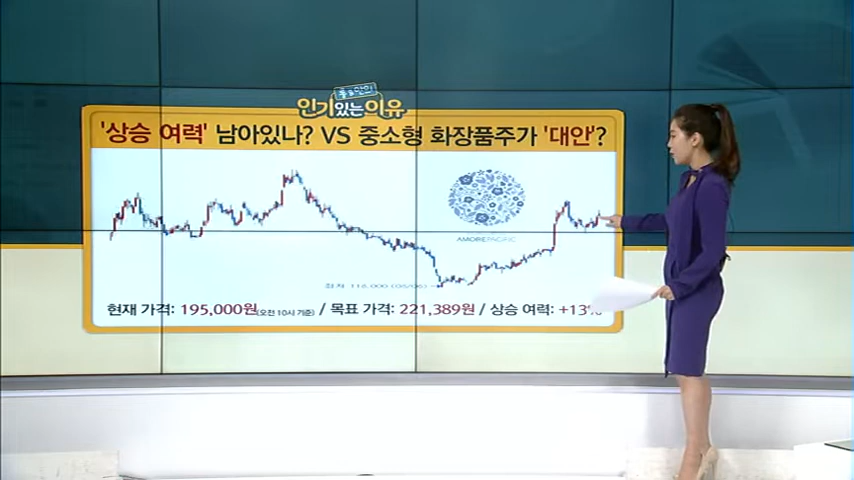 인기있는이유
'상승 여력' 남아있나? VS 중소형 화장품주가 '대안'?
AMOREPACIFIC
118,000
현재 가격: 195,000원(오전 10시 기준) / 목표 가격: 221,389원 / 상승 여력: +13%